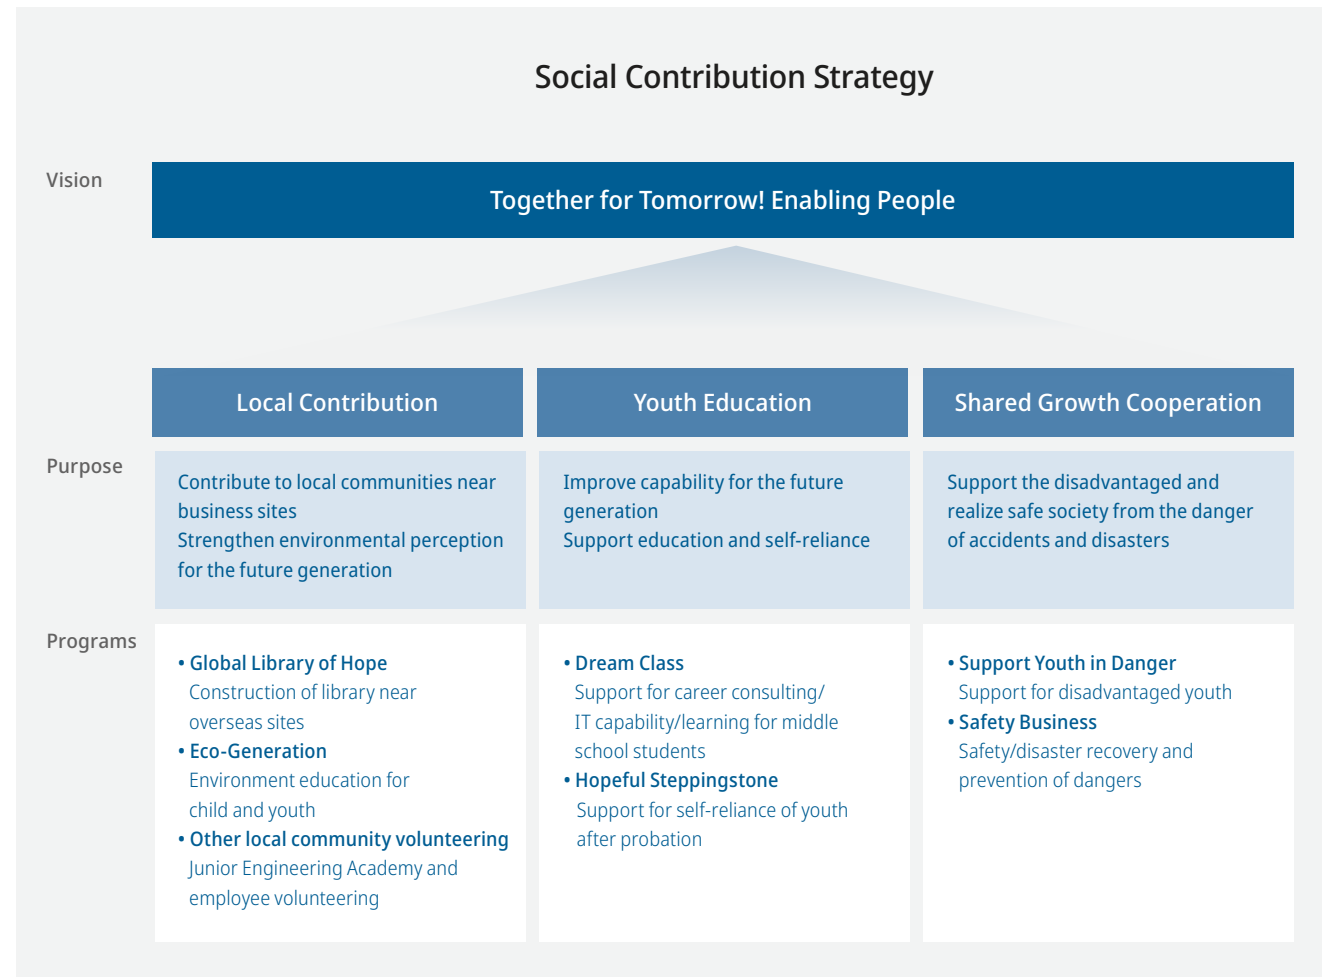 Social Contribution Strategy
Vision
Together for Tomorrow! Enabling People
Local Contribution
Youth Education
Shared Growth Cooperation
Purpose
Contribute to local communities near
business sites
Strengthen environmental perception
for the future generation
Improve capability for the future
generation
Support education and self-reliance
Support the disadvantaged and
realize safe society from the danger
of accidents and disasters
Programs
• Global Library of Hope
Construction of library near
overseas sites
• Eco-Generation
Environment education for
child and youth
• Other local community volunteering
Junior Engineering Academy and
employee volunteering
• Dream Class
Support for career consulting/
IT capability/learning for middle
school students
• Hopeful Steppingstone
Support for self-reliance of youth
after probation
• Support Youth in Danger
Support for disadvantaged youth
• Safety Business
Safety/disaster recovery and
prevention of dangers